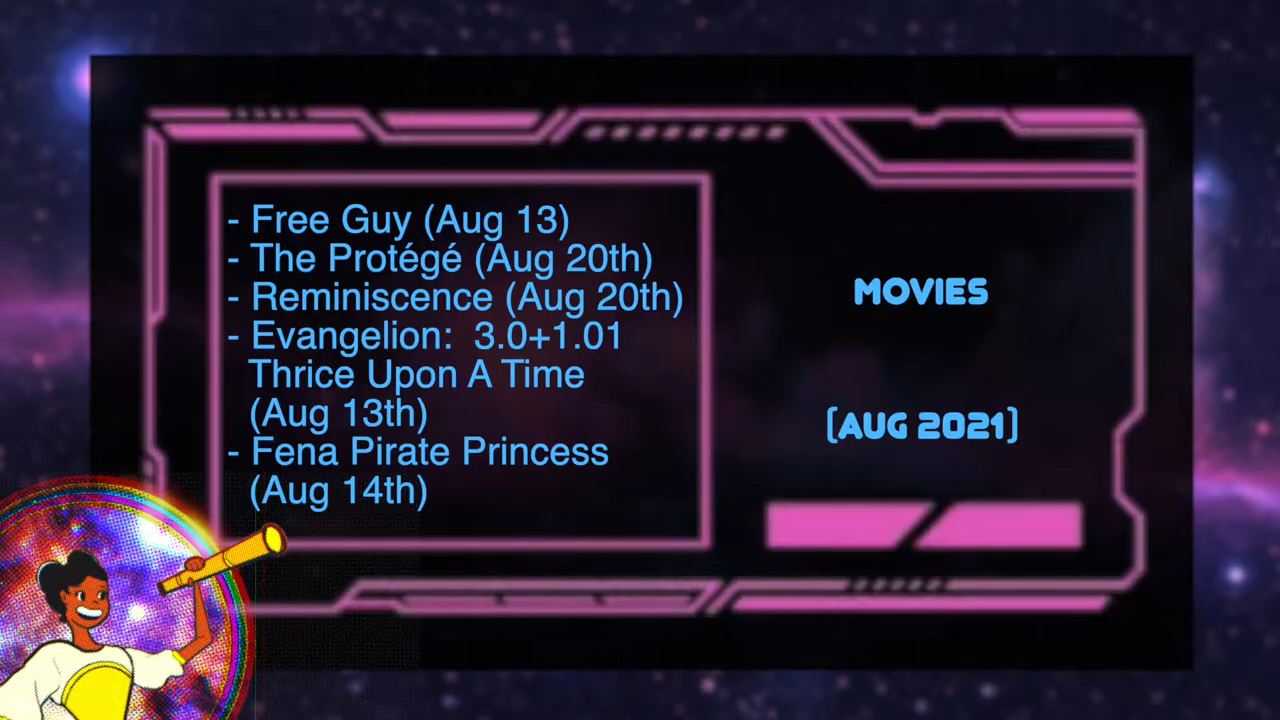 - Free Guy (Aug 13)
- The Protégé (Aug 20th)
- Reminiscence (Aug 20th)
- Evangelion:  3.0+1.01
Thrice Upon A Time
(Aug 13th)
- Fena Pirate Princess
(Aug 14th)
MOVIES
[AUG 2021]